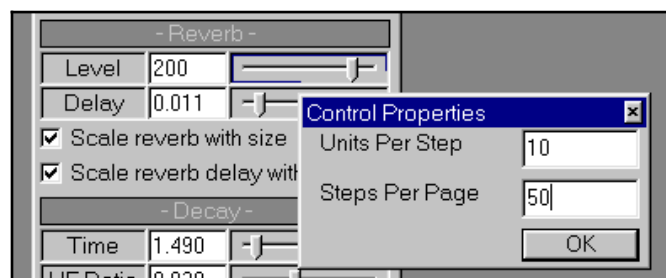 - Reverb -
Level 200
Delay 0.011
Scale reverb with size
Scale reverb delay with
- Decay -
Time 1.490
Control Properties
Units Per Step 10
Steps Per Page 50
OK